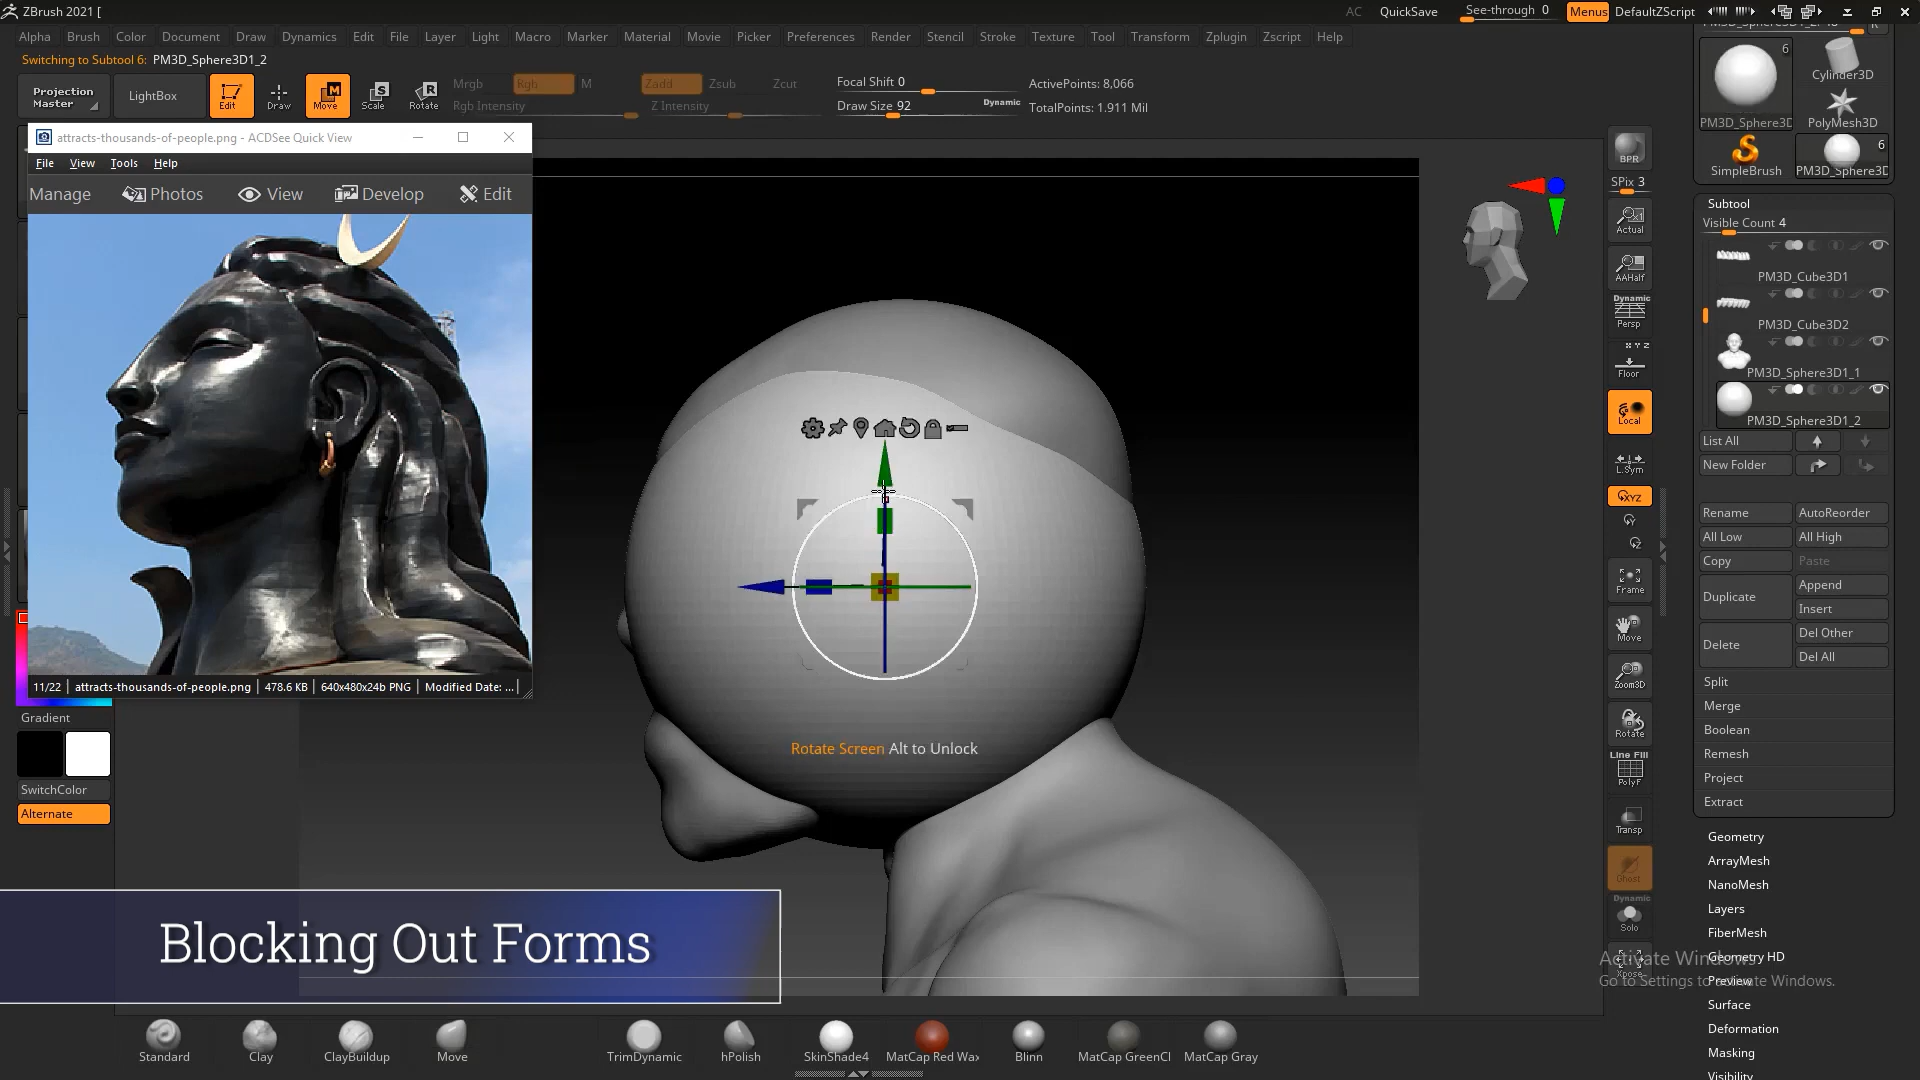 ZBrush 2021 [
AC QuickSave See-through 0 Menus DefaultZScript
Alpha Brush Color Document Draw Dynamics Edit File Layer Light Macro Marker Material Movie Picker Preferences Render Stencil Stroke Texture Tool Transform Zplugin Zscript Help
Switching to Subtool 6: PM3D_Sphere3D1_2
Projection Master
LightBox
Edit
Draw
Move
Scale
Rotate
Mrgb Rgb M
Rgb Intensity
Zadd Zsub Zcut
Z Intensity
Focal Shift 0
Draw Size 92
Dynamic
ActivePoints: 8,066
TotalPoints: 1.911 Mil
attracts-thousands-of-people.png - ACDSee Quick View
File View Tools Help
Manage Photos View Develop Edit
11/22 attracts-thousands-of-people.png 478.6 KB 640x480x24b PNG Modified Date: ...
Gradient
SwitchColor
Alternate
Rotate Screen Alt to Unlock
Blocking Out Forms
Standard
Clay
ClayBuildup
Move
TrimDynamic
hPolish
SkinShade4
MatCap Red Wax
Blinn
MatCap GreenCl
MatCap Gray
BPR
SPix 3
Actual
AAHalf
Dynamic
Persp
X Y Z
Floor
Local
L.Sym
XYZ
Y
Z
Frame
Move
Zoom3D
Rotate
Line Fill
PolyF
Transp
Ghost
Dynamic
Solo
Xpose
6
PM3D_Sphere3D
Cylinder3D
PolyMesh3D
SimpleBrush
6
PM3D_Sphere3D
Subtool
Visible Count 4
PM3D_Cube3D1
PM3D_Cube3D2
PM3D_Sphere3D1_1
PM3D_Sphere3D1_2
List All
New Folder
Rename AutoReorder
All Low All High
Copy Paste
Duplicate Append
Insert
Delete Del Other
Del All
Split
Merge
Boolean
Remesh
Project
Extract
Geometry
ArrayMesh
NanoMesh
Layers
FiberMesh
Geometry HD
Preview
Surface
Deformation
Masking
Visibility
Activate Windows
Go to Settings to activate Windows.